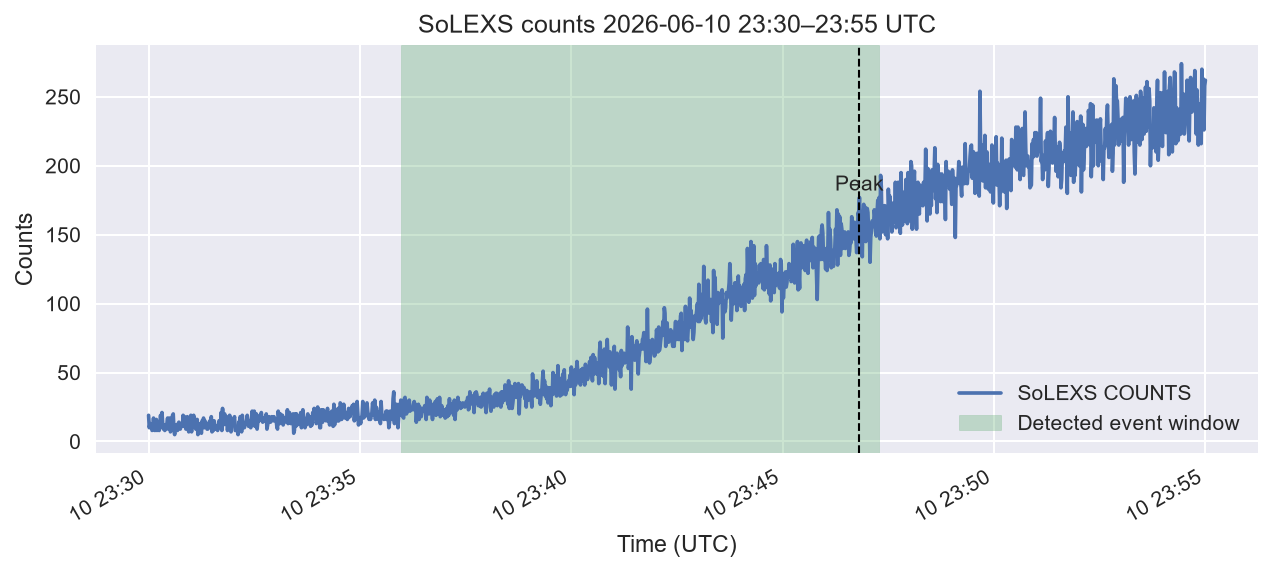 SoLEXS counts 2026-06-10 23:30–23:55 UTC
Counts
250
200
150
100
50
0
Peak
SoLEXS COUNTS
Detected event window
10 23:30
10 23:35
10 23:40
10 23:45
10 23:50
10 23:55
Time (UTC)